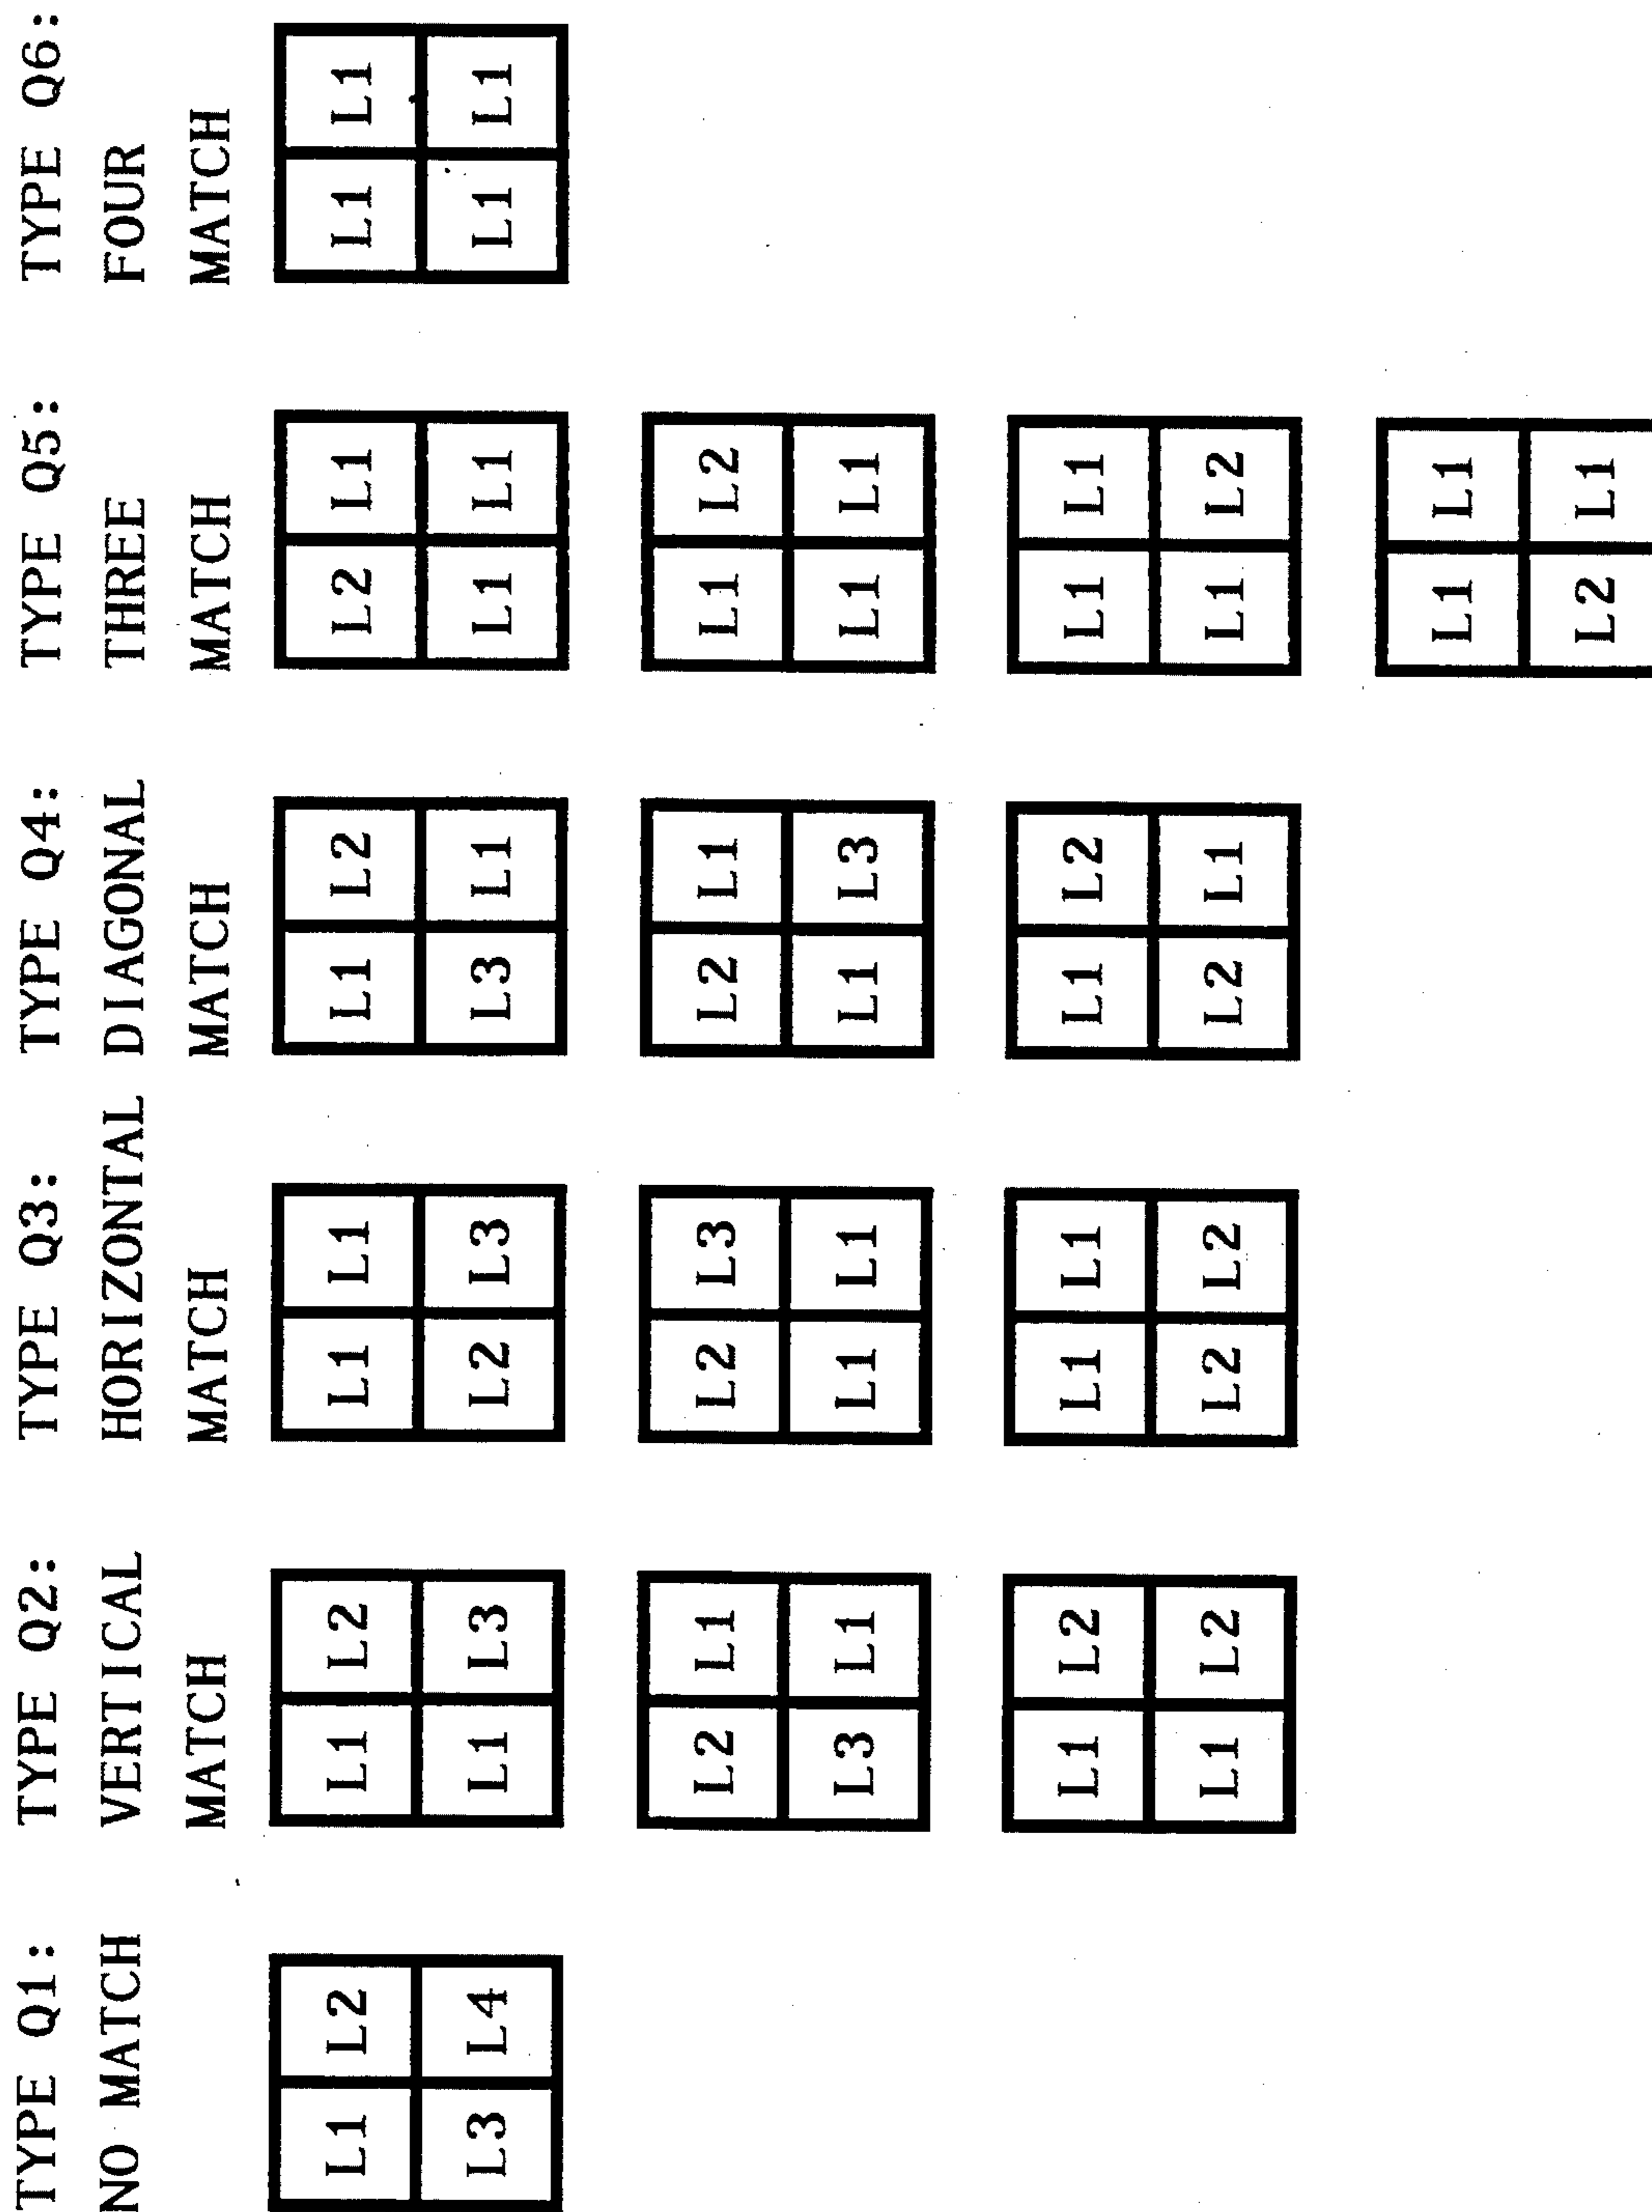 TYPE Q1: TYPE Q2: TYPE Q3: TYPE Q4: TYPE Q5: TYPE Q6:
NO MATCH VERTICAL HORIZONTAL DIAGONAL THREE FOUR
MATCH MATCH MATCH MATCH MATCH
L1 L2 L1 L2 L1 L1 L1 L2 L2 L1 L1 L1
L3 L4 L1 L3 L2 L3 L3 L1 L1 L1 L1 L1
L2 L1 L2 L3 L2 L1 L1 L2
L3 L1 L1 L1 L1 L3 L1 L1
L1 L2 L1 L1 L1 L2 L1 L1
L1 L2 L2 L2 L2 L1 L1 L2
L1 L1
L2 L1